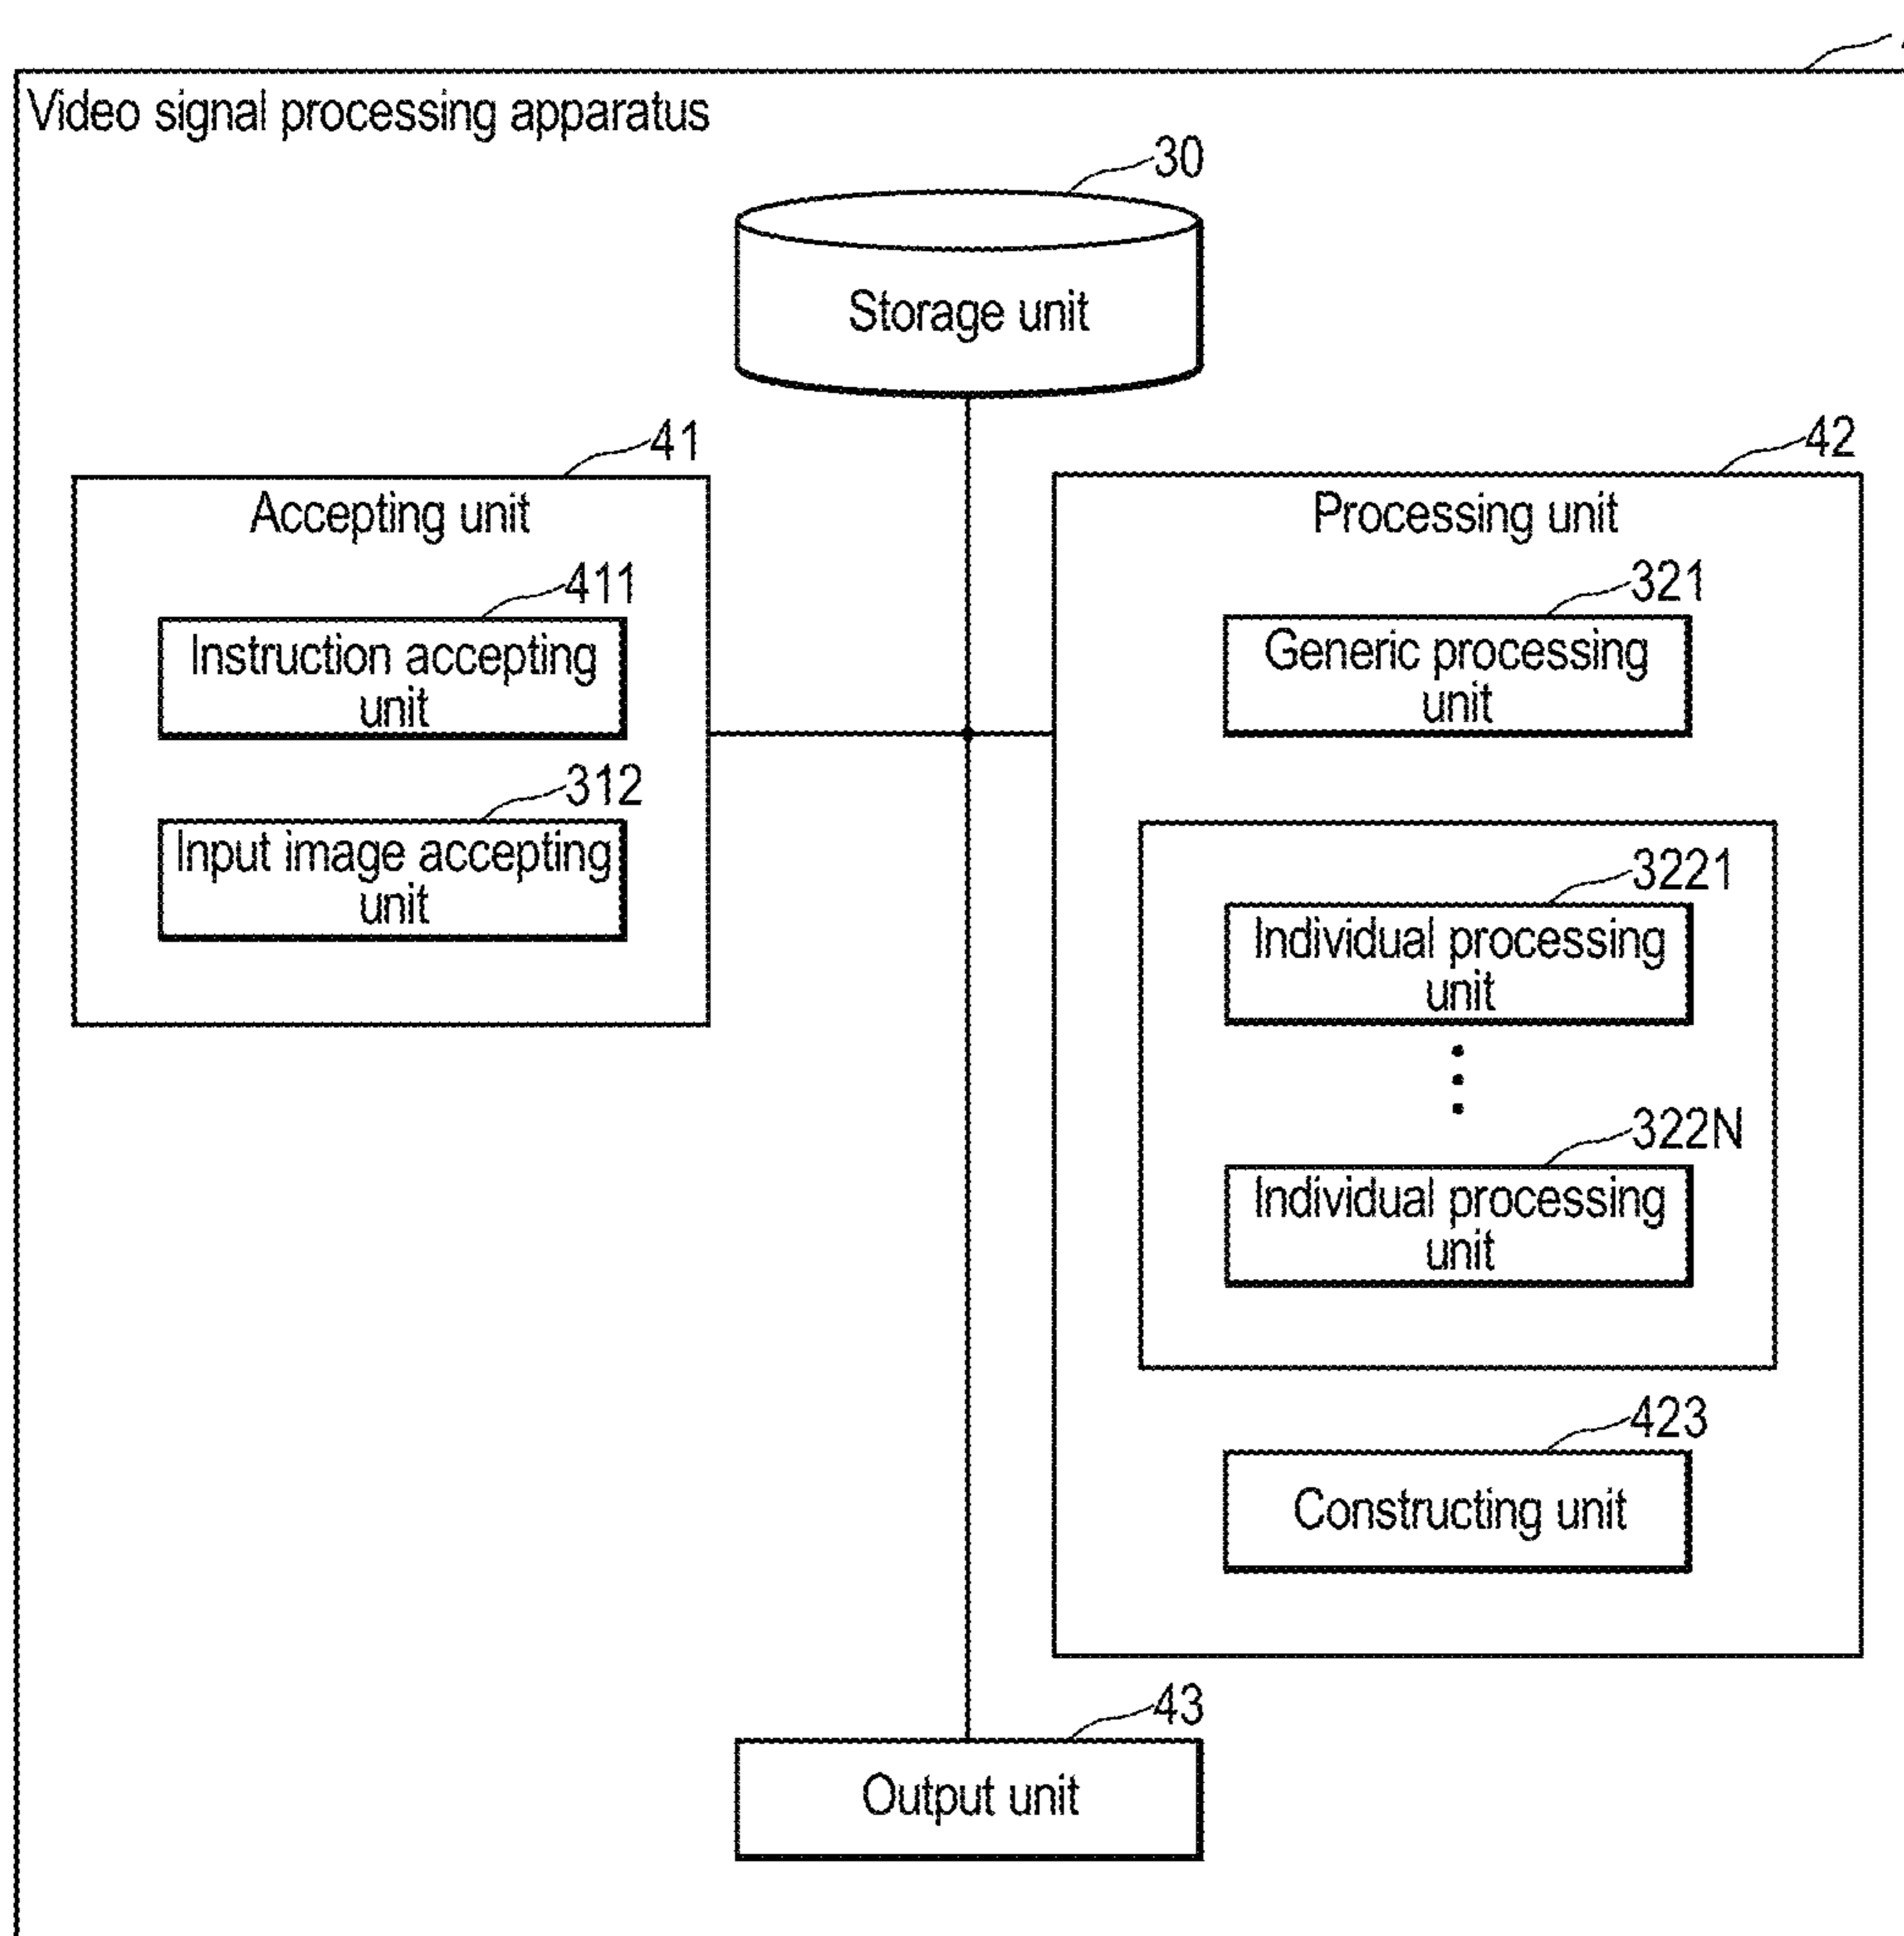 Video signal processing apparatus
30
Storage unit
41
Accepting unit
411
Instruction accepting
unit
312
Input image accepting
unit
42
Processing unit
321
Generic processing
unit
3221
Individual processing
unit
322N
Individual processing
unit
423
Constructing unit
43
Output unit